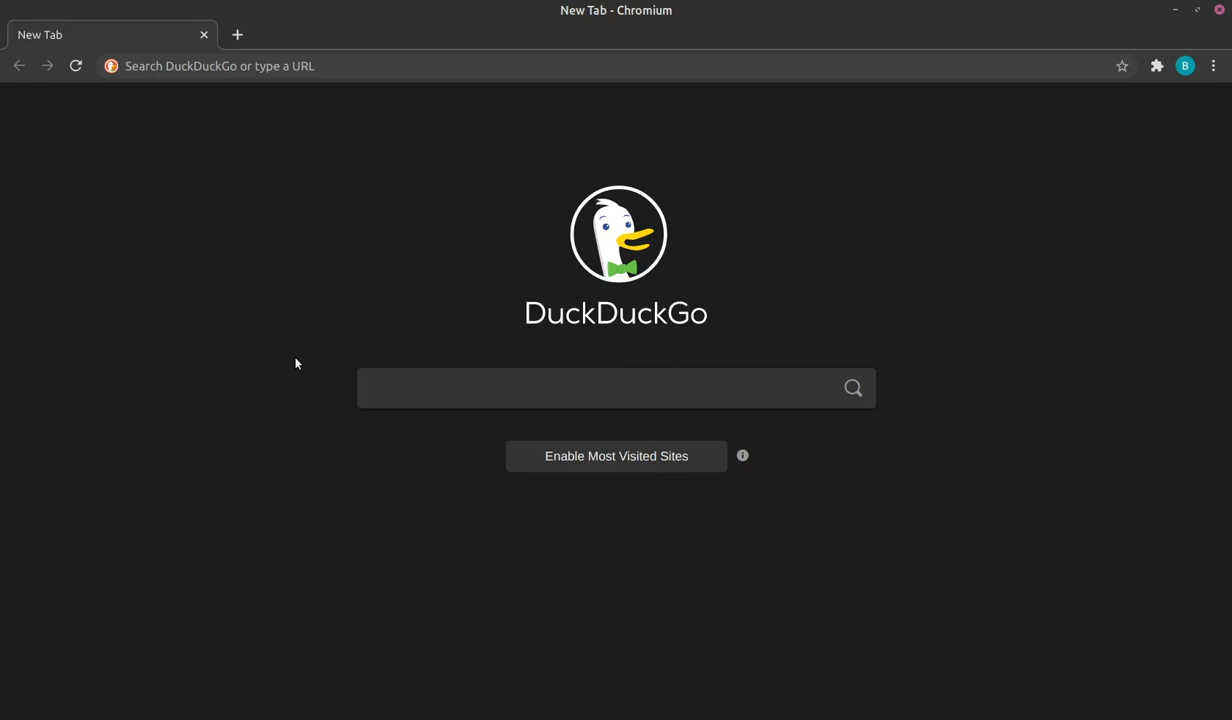 New Tab - Chromium
New Tab
Search DuckDuckGo or type a URL
B
DuckDuckGo
Enable Most Visited Sites
i